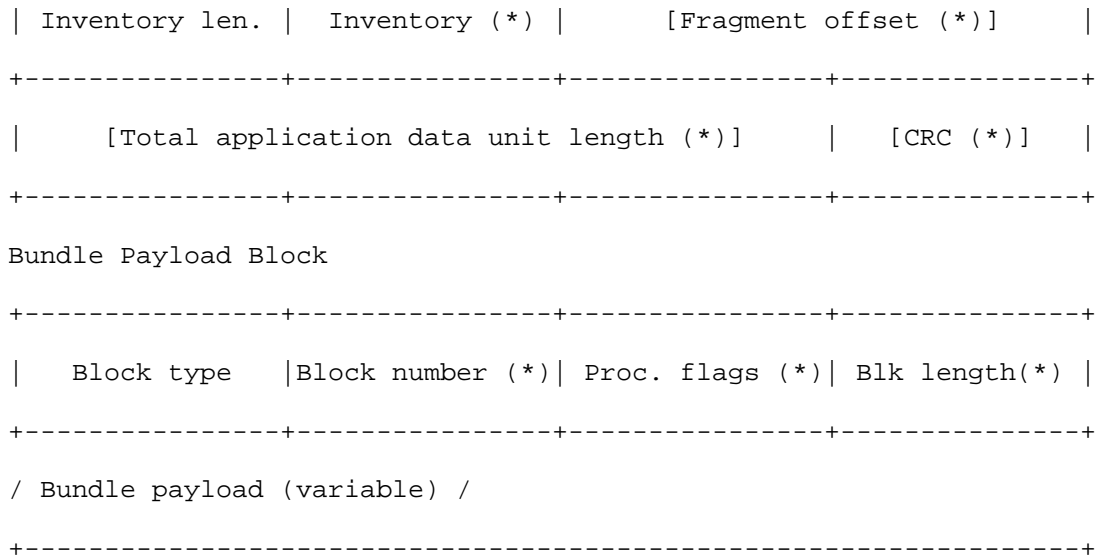 | Inventory len. | Inventory (*) | [Fragment offset (*)] |
+----------------+----------------+----------------+---------------+
| [Total application data unit length (*)] | [CRC (*)] |
+----------------+----------------+----------------+---------------+
Bundle Payload Block
+----------------+----------------+----------------+---------------+
| Block type |Block number (*)| Proc. flags (*)| Blk length(*) |
+----------------+----------------+----------------+---------------+
/ Bundle payload (variable) /
+------------------------------------------------------------------+